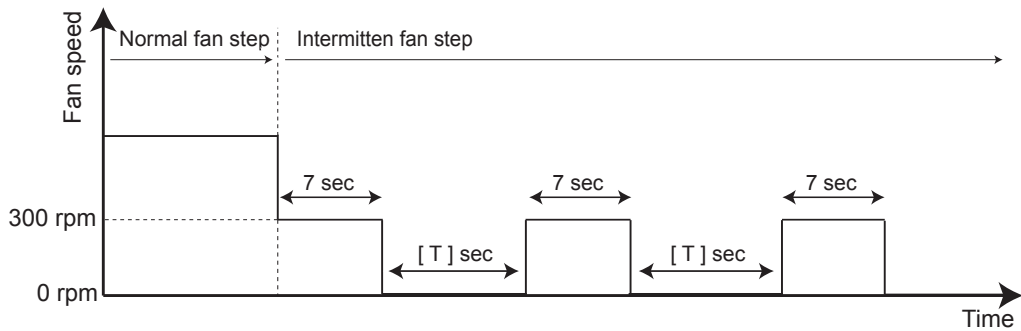 Fan speed
Normal fan step
Intermitten fan step
7 sec
7 sec
7 sec
300 rpm
[ T ] sec
[ T ] sec
0 rpm
Time